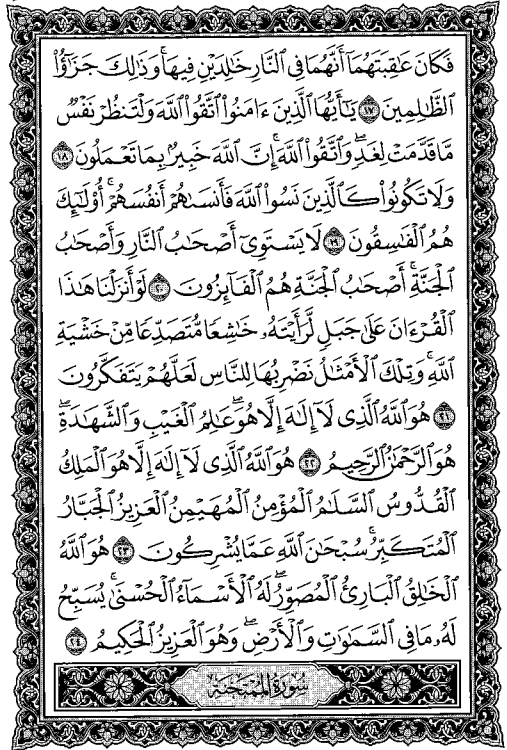 فَكَانَ عَٰقِبَتَهُمَآ أَنَّهُمَا فِى ٱلنَّارِ خَٰلِدَيْنِ فِيهَا ۚ وَذَٰلِكَ جَزَٰٓؤُا۟
ٱلظَّٰلِمِينَ ١٧ يَٰٓأَيُّهَا ٱلَّذِينَ ءَامَنُوا۟ ٱتَّقُوا۟ ٱللَّهَ وَلْتَنظُرْ نَفْسٌ
مَّا قَدَّمَتْ لِغَدٍ ۖ وَٱتَّقُوا۟ ٱللَّهَ ۚ إِنَّ ٱللَّهَ خَبِيرٌۢ بِمَا تَعْمَلُونَ ١٨
وَلَا تَكُونُوا۟ كَٱلَّذِينَ نَسُوا۟ ٱللَّهَ فَأَنسَىٰهُمْ أَنفُسَهُمْ ۚ أُو۟لَٰٓئِكَ
هُمُ ٱلْفَٰسِقُونَ ١٩ لَا يَسْتَوِىٓ أَصْحَٰبُ ٱلنَّارِ وَأَصْحَٰبُ
ٱلْجَنَّةِ ۚ أَصْحَٰبُ ٱلْجَنَّةِ هُمُ ٱلْفَآئِزُونَ ٢٠ لَوْ أَنزَلْنَا هَٰذَا
ٱلْقُرْءَانَ عَلَىٰ جَبَلٍ لَّرَأَيْتَهُۥ خَٰشِعًا مُّتَصَدِّعًا مِّنْ خَشْيَةِ
ٱللَّهِ ۚ وَتِلْكَ ٱلْأَمْثَٰلُ نَضْرِبُهَا لِلنَّاسِ لَعَلَّهُمْ يَتَفَكَّرُونَ
٢١ هُوَ ٱللَّهُ ٱلَّذِى لَآ إِلَٰهَ إِلَّا هُوَ ۖ عَٰلِمُ ٱلْغَيْبِ وَٱلشَّهَٰدَةِ ۖ
هُوَ ٱلرَّحْمَٰنُ ٱلرَّحِيمُ ٢٢ هُوَ ٱللَّهُ ٱلَّذِى لَآ إِلَٰهَ إِلَّا هُوَ ٱلْمَلِكُ
ٱلْقُدُّوسُ ٱلسَّلَٰمُ ٱلْمُؤْمِنُ ٱلْمُهَيْمِنُ ٱلْعَزِيزُ ٱلْجَبَّارُ
ٱلْمُتَكَبِّرُ ۚ سُبْحَٰنَ ٱللَّهِ عَمَّا يُشْرِكُونَ ٢٣ هُوَ ٱللَّهُ
ٱلْخَٰلِقُ ٱلْبَارِئُ ٱلْمُصَوِّرُ ۖ لَهُ ٱلْأَسْمَآءُ ٱلْحُسْنَىٰ ۚ يُسَبِّحُ
لَهُۥ مَا فِى ٱلسَّمَٰوَٰتِ وَٱلْأَرْضِ ۖ وَهُوَ ٱلْعَزِيزُ ٱلْحَكِيمُ ٢٤
سُورَةُ الْمُمْتَحَنَةِ